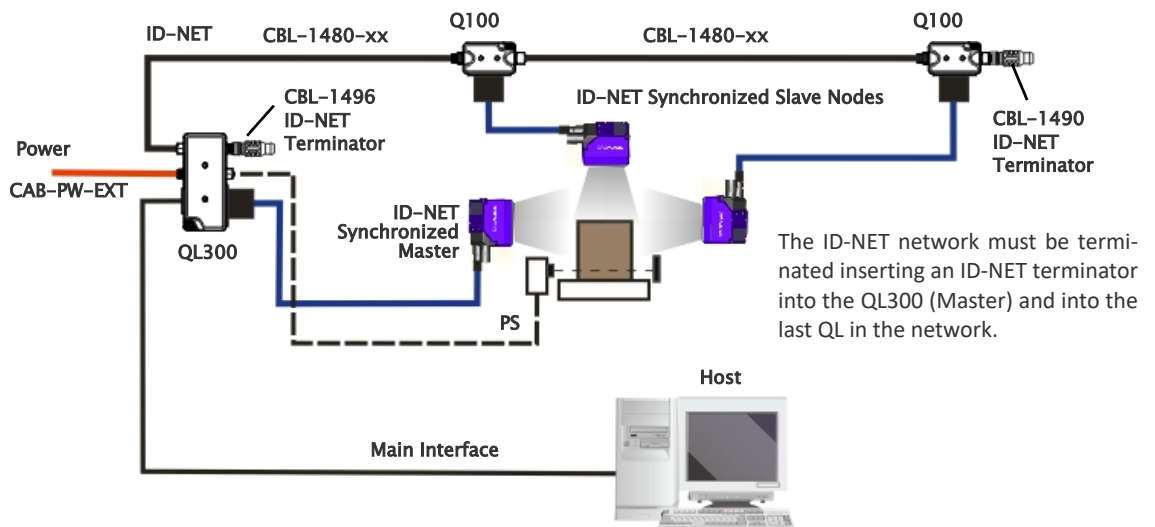 ID-NET
CBL-1480-xx
Q100
CBL-1480-xx
Q100
CBL-1496
ID-NET
Terminator
ID-NET Synchronized Slave Nodes
CBL-1490
ID-NET
Terminator
Power
CAB-PW-EXT
QL300
ID-NET
Synchronized
Master
PS
The ID-NET network must be termi-
nated inserting an ID-NET terminator
into the QL300 (Master) and into the
last QL in the network.
Host
Main Interface